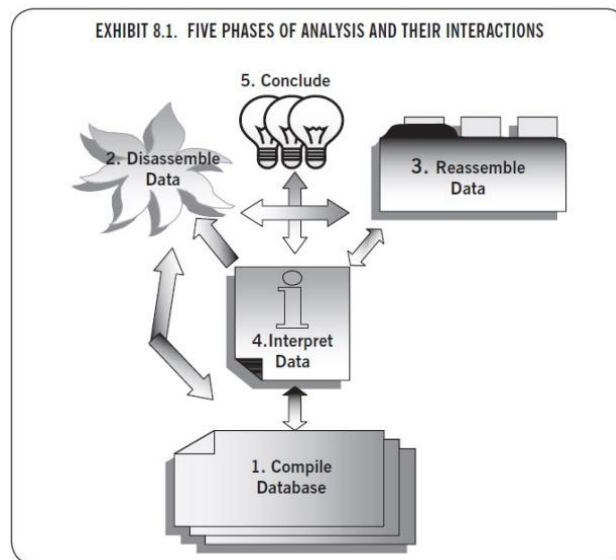 EXHIBIT 8.1. FIVE PHASES OF ANALYSIS AND THEIR INTERACTIONS
5. Conclude
2. Disassemble
Data
3. Reassemble
Data
i
4.Interpret
Data
1. Compile
Database